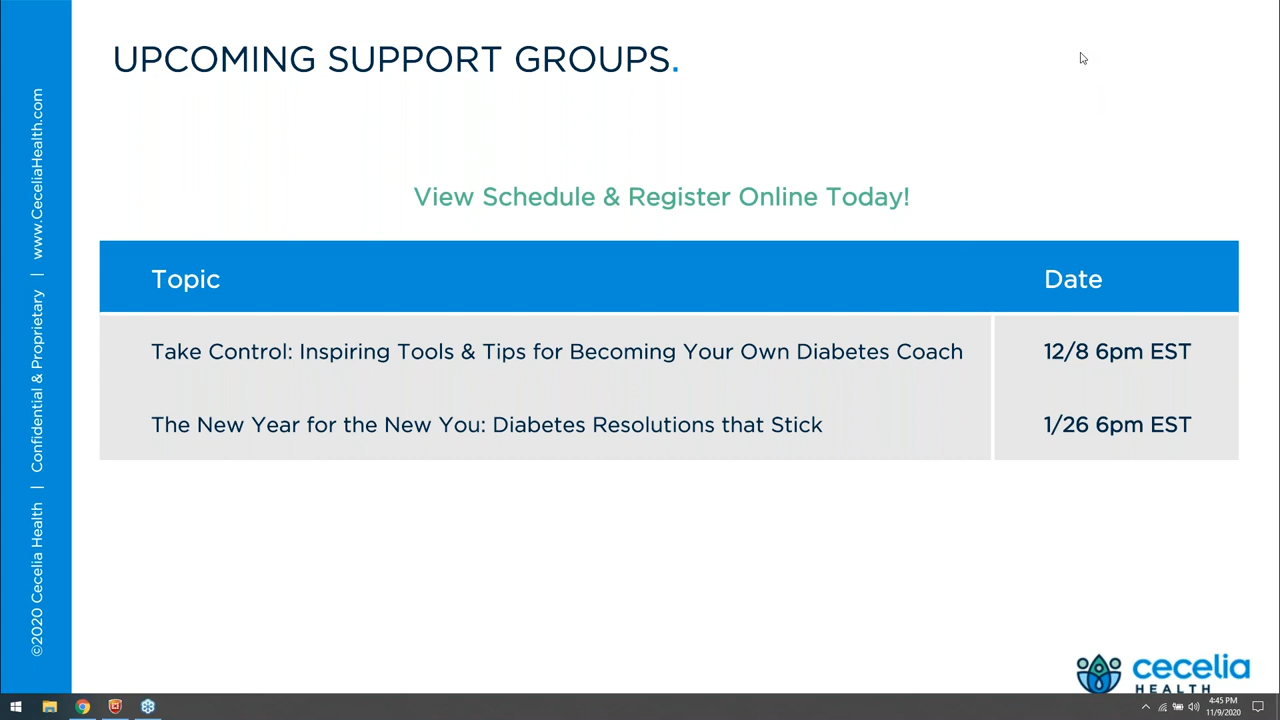 UPCOMING SUPPORT GROUPS.
View Schedule & Register Online Today!
Topic Date
Take Control: Inspiring Tools & Tips for Becoming Your Own Diabetes Coach 12/8 6pm EST
The New Year for the New You: Diabetes Resolutions that Stick 1/26 6pm EST
©2020 Cecelia Health | Confidential & Proprietary | www.CeceliaHealth.com
cecelia
HEALTH
4:45 PM
11/9/2020